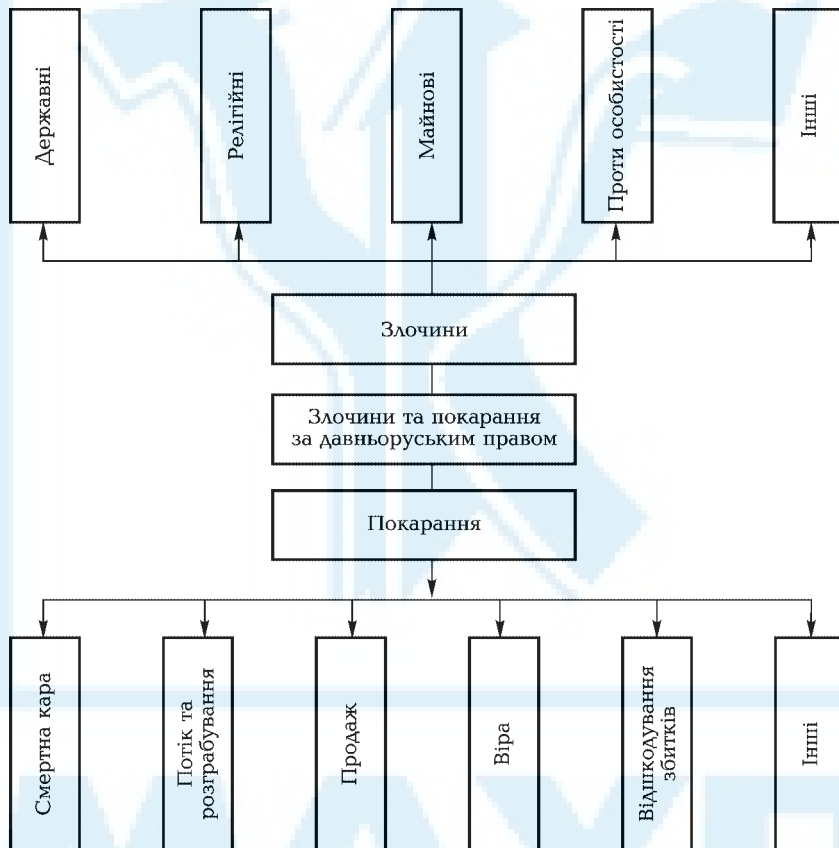 Державні
Релігійні
Майнові
Проти особистості
Інші
Злочини
Злочини та покарання
за давньоруським правом
Покарання
Смертна кара
Потік та
розграбування
Продаж
Віра
Відшкодування
збитків
Інші